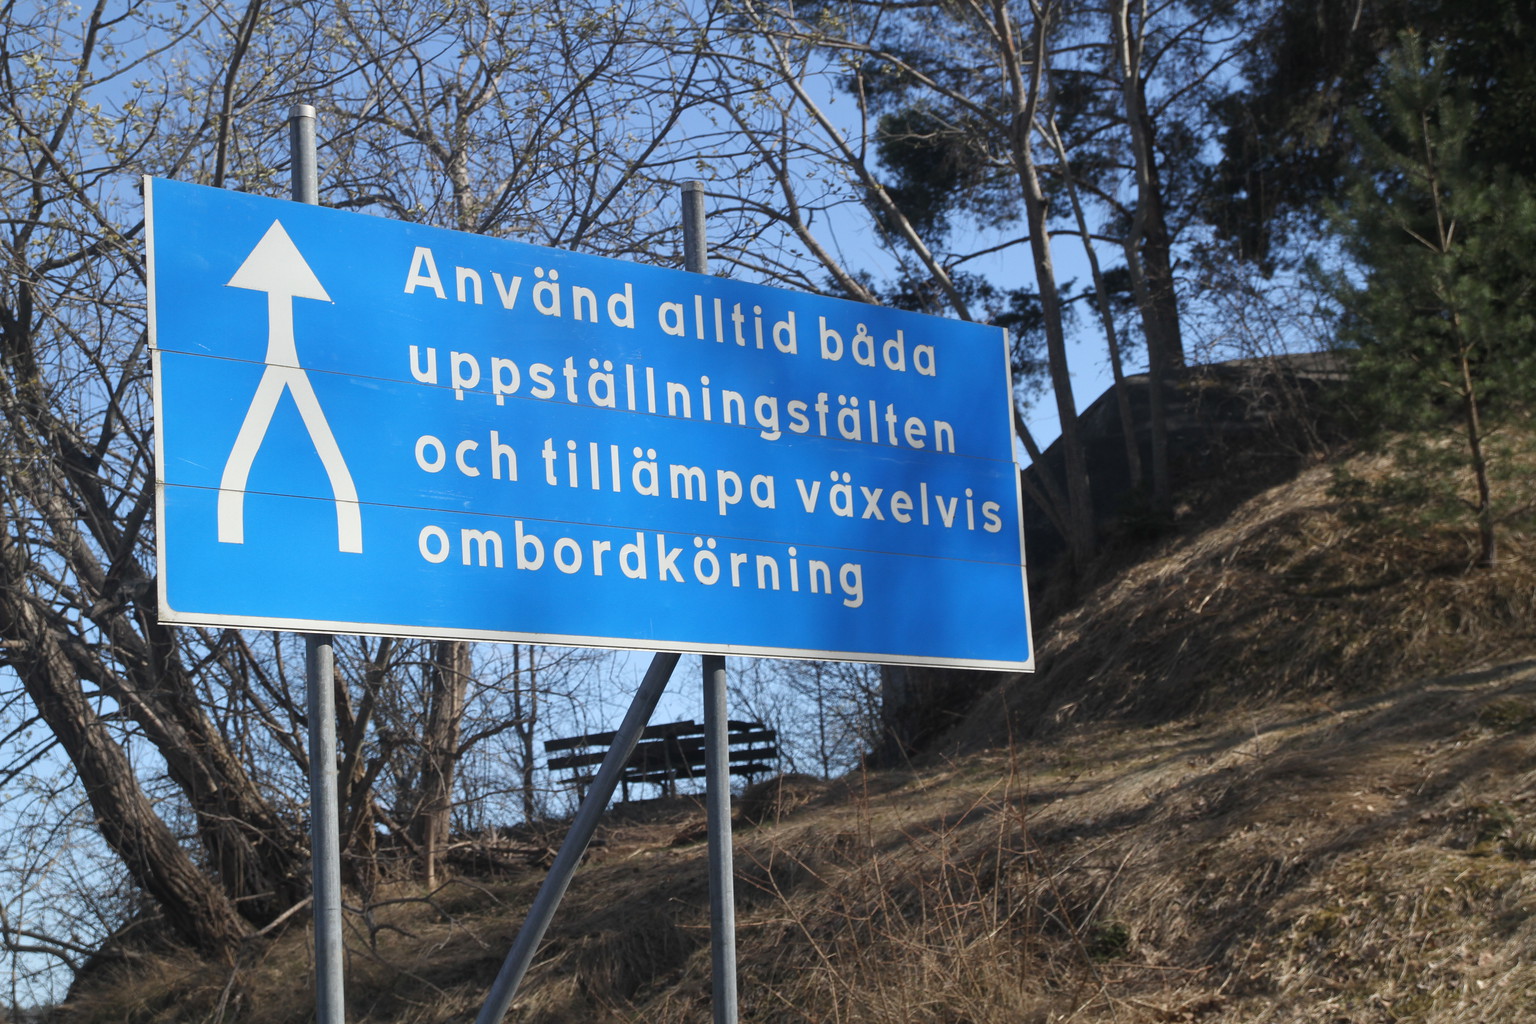 Använd alltid båda
uppställningsfälten
och tillämpa växelvis
ombordkörning